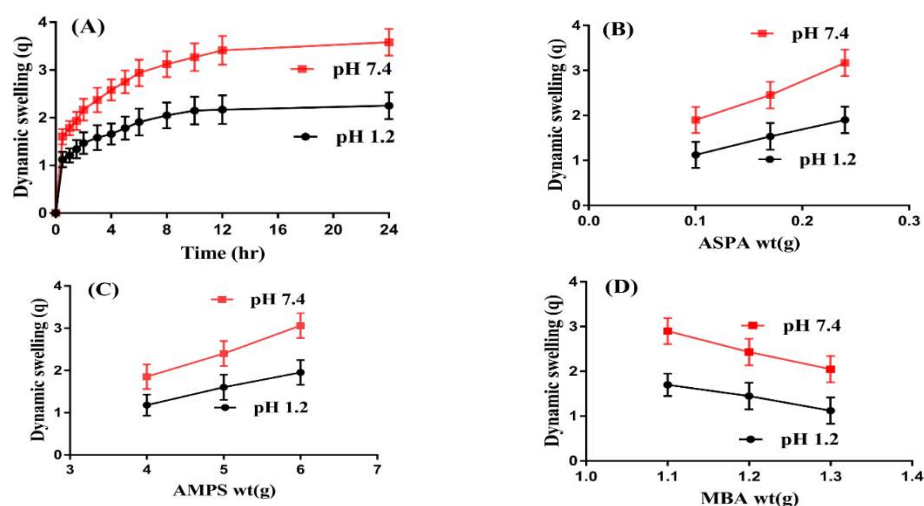 (A)
Dynamic swelling (q)
4
3
2
1
0
0
4
8
12
16
20
24
Time (hr)
pH 7.4
pH 1.2
(B)
Dynamic swelling (q)
4
3
2
1
0
0.0
0.1
0.2
0.3
ASPA wt(g)
pH 7.4
pH 1.2
(C)
Dynamic swelling (q)
4
3
2
1
0
3
4
5
6
7
AMPS wt(g)
pH 7.4
pH 1.2
(D)
Dynamic swelling (q)
4
3
2
1
0
1.0
1.1
1.2
1.3
1.4
MBA wt(g)
pH 7.4
pH 1.2